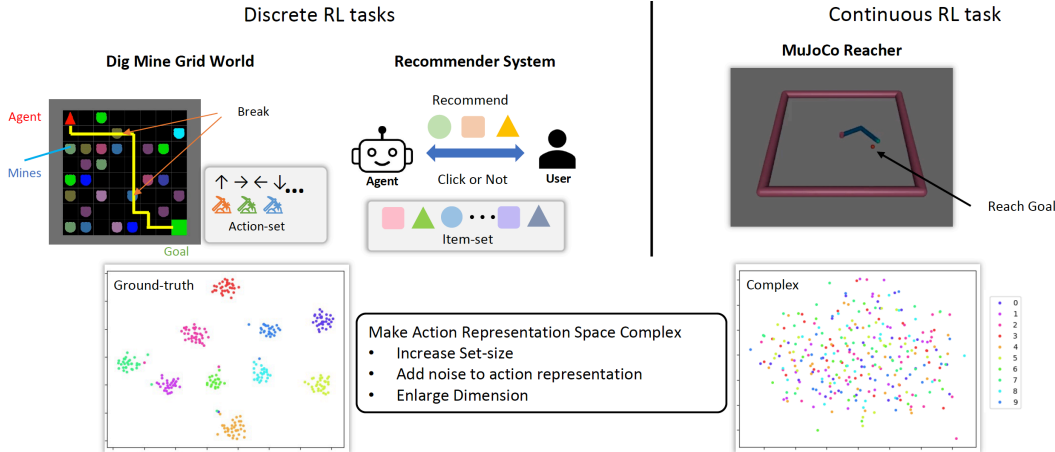 Discrete RL tasks
Continuous RL task
Dig Mine Grid World
Recommender System
MuJoCo Reacher
Agent
Mines
Break
Goal
↑ → ← ↓...
Action-set
Recommend
Agent
Click or Not
User
Item-set
Reach Goal
Ground-truth
Make Action Representation Space Complex
• Increase Set-size
• Add noise to action representation
• Enlarge Dimension
Complex
0
1
2
3
4
5
6
7
8
9